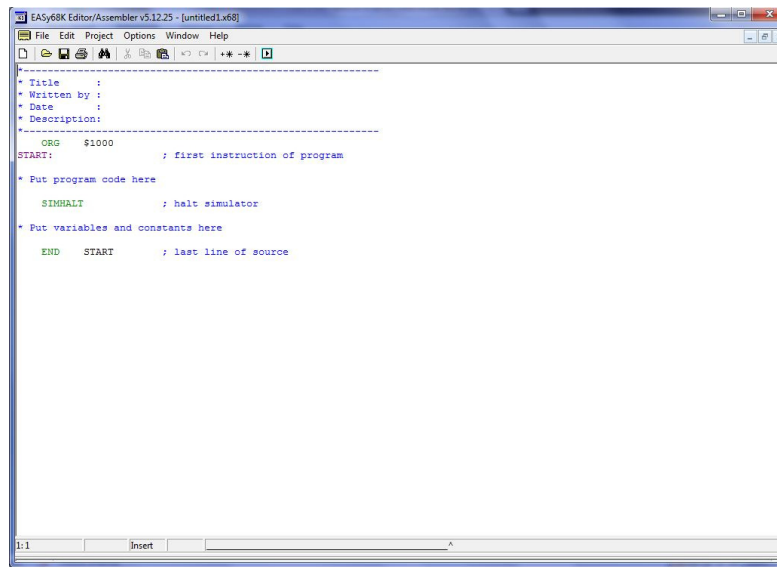 EASy68K Editor/Assembler v5.12.25 - [untitled1.x68]
File Edit Project Options Window Help
*-----------------------------------------------------------
* Title      :
* Written by :
* Date       :
* Description:
*-----------------------------------------------------------
    ORG    $1000
START:                  ; first instruction of program
* Put program code here
    SIMHALT             ; halt simulator
* Put variables and constants here
    END    START        ; last line of source
1:1 Insert